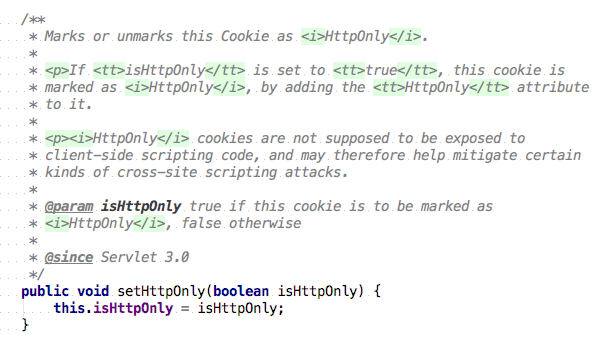 /**
 * Marks or unmarks this Cookie as <i>HttpOnly</i>.
 *
 * <p>If <tt>isHttpOnly</tt> is set to <tt>true</tt>, this cookie is
 * marked as <i>HttpOnly</i>, by adding the <tt>HttpOnly</tt> attribute
 * to it.
 *
 * <p><i>HttpOnly</i> cookies are not supposed to be exposed to
 * client-side scripting code, and may therefore help mitigate certain
 * kinds of cross-site scripting attacks.
 *
 * @param isHttpOnly true if this cookie is to be marked as
 * <i>HttpOnly</i>, false otherwise
 *
 * @since Servlet 3.0
 */
public void setHttpOnly(boolean isHttpOnly) {
    this.isHttpOnly = isHttpOnly;
}